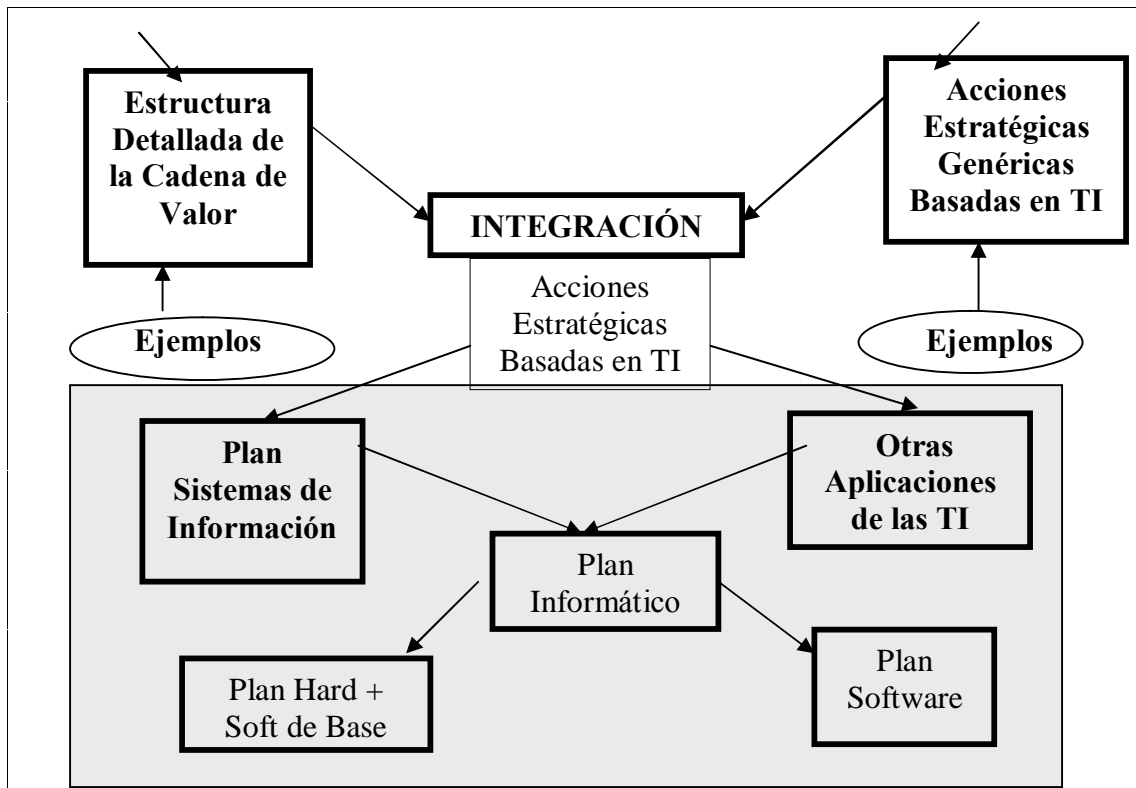 Estructura
Detallada de
la Cadena de
Valor
Acciones
Estratégicas
Genéricas
Basadas en TI
INTEGRACIÓN
Acciones
Estratégicas
Basadas en TI
Ejemplos
Ejemplos
Plan
Sistemas de
Información
Otras
Aplicaciones
de las TI
Plan
Informático
Plan Hard +
Soft de Base
Plan
Software